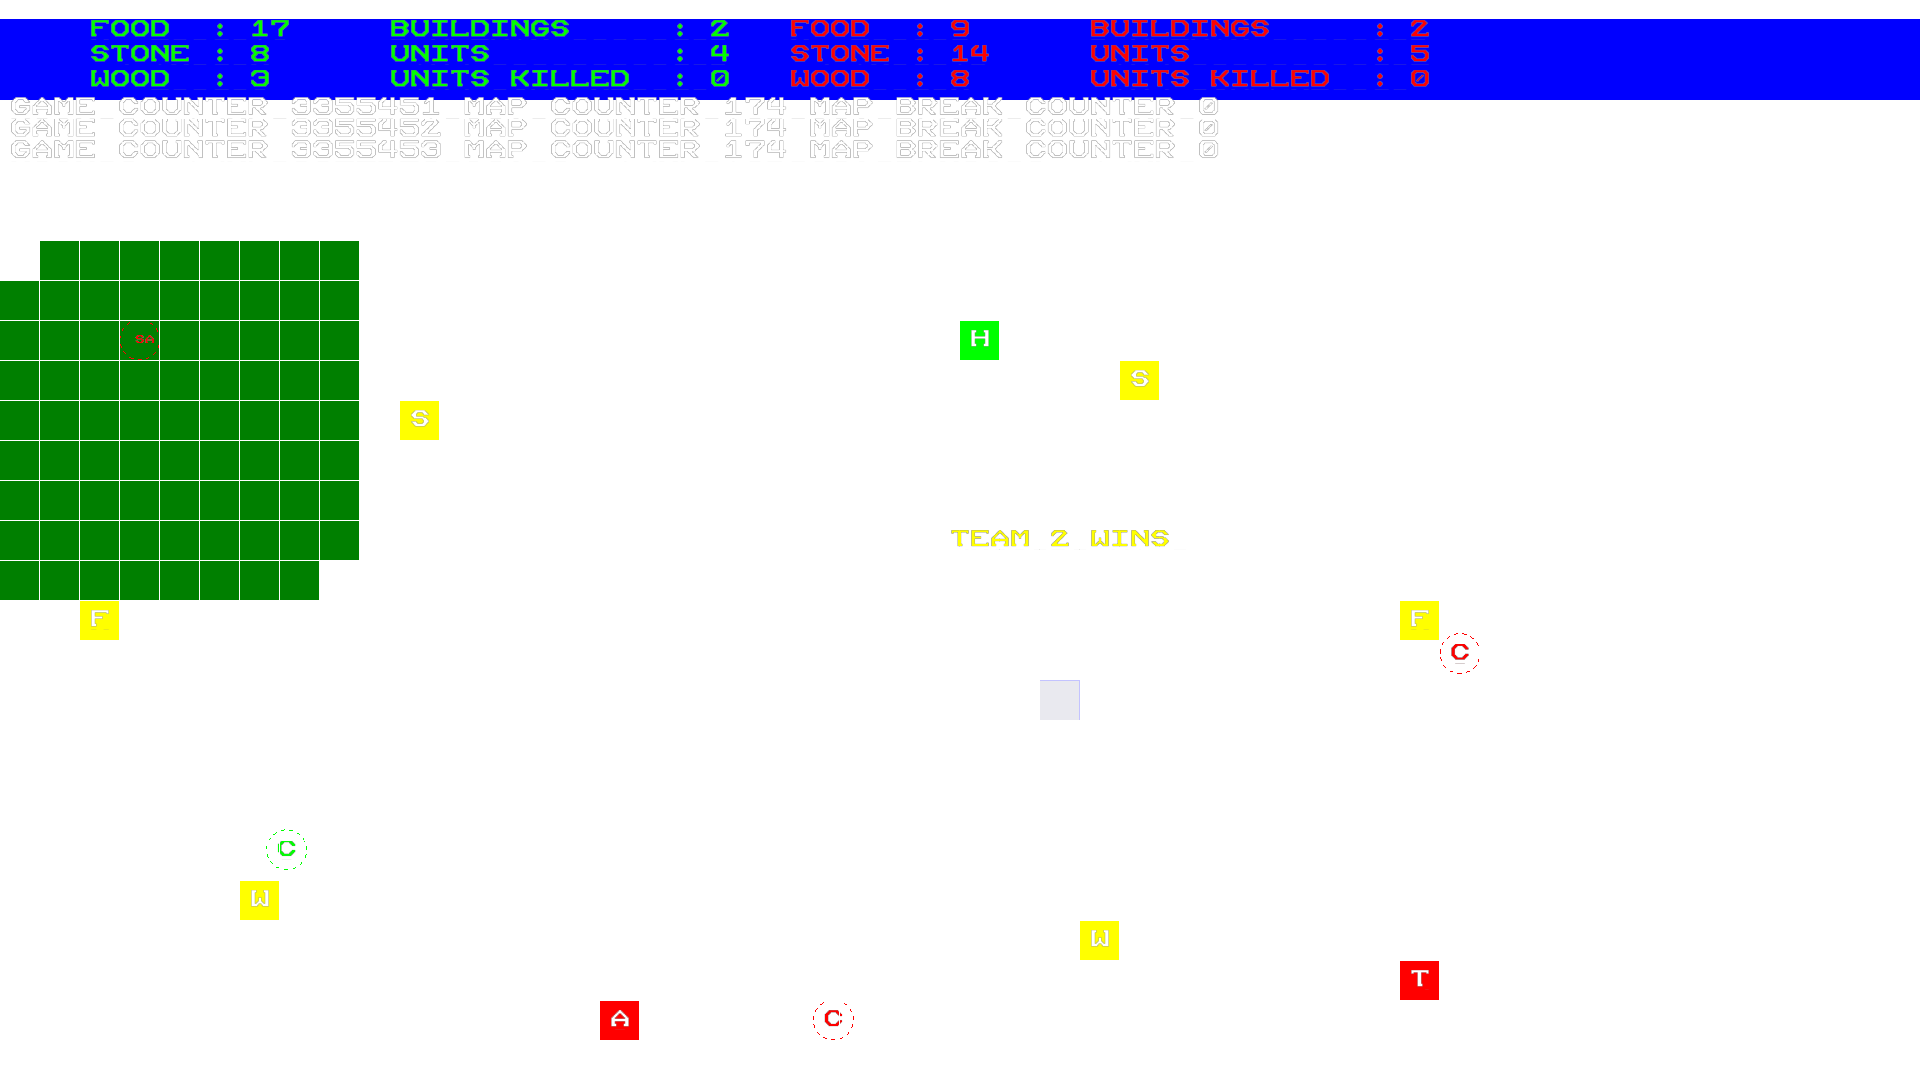 FOOD : 17 BUILDINGS : 2 FOOD : 9 BUILDINGS : 2
STONE : 8 UNITS : 4 STONE : 14 UNITS : 5
WOOD : 3 UNITS KILLED : 0 WOOD : 8 UNITS KILLED : 0
GAME COUNTER 3355451 MAP COUNTER 174 MAP BREAK COUNTER 0
GAME COUNTER 3355452 MAP COUNTER 174 MAP BREAK COUNTER 0
GAME COUNTER 3355453 MAP COUNTER 174 MAP BREAK COUNTER 0
H
S
S
TEAM 2 WINS
F
F
C
C
W
W
T
A
C